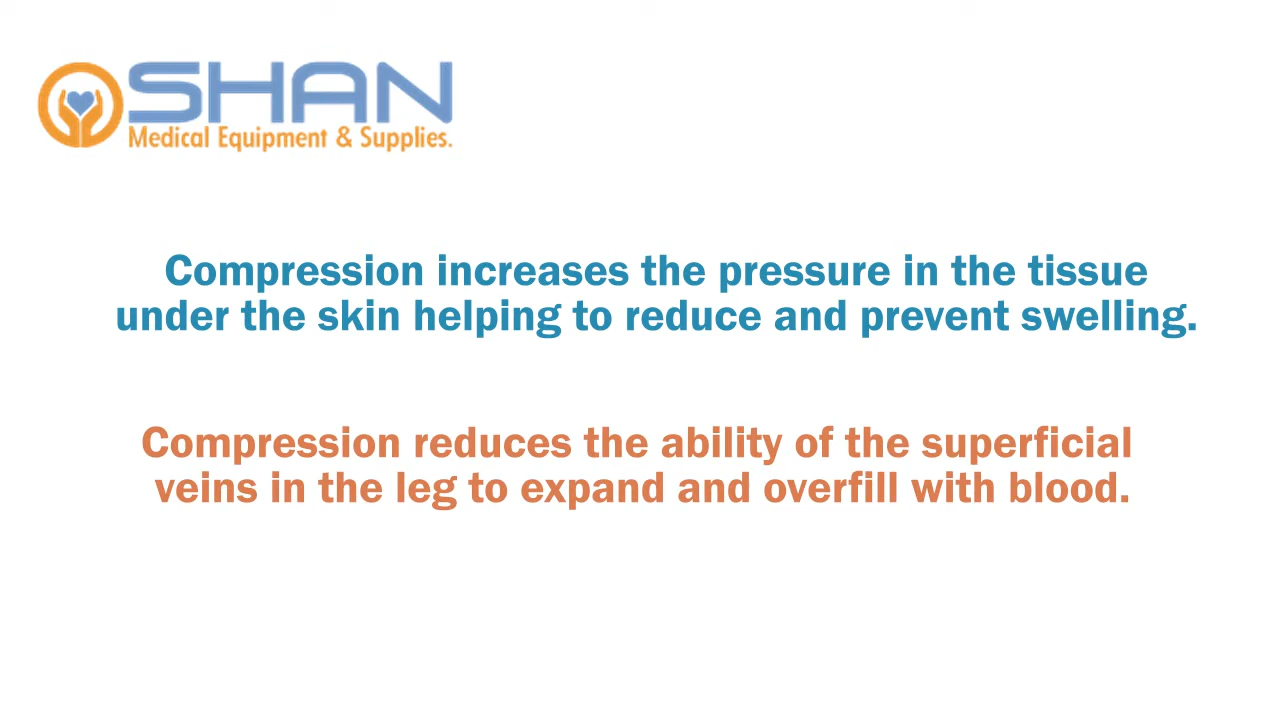 SHAN
Medical Equipment & Supplies.
Compression increases the pressure in the tissue
under the skin helping to reduce and prevent swelling.
Compression reduces the ability of the superficial
veins in the leg to expand and overfill with blood.